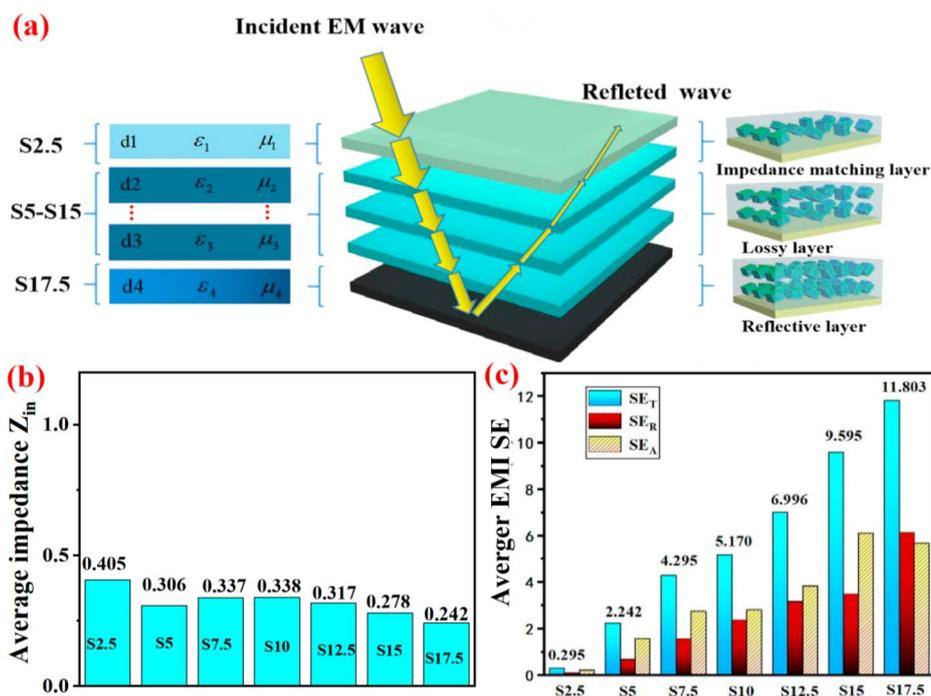 (a)
Incident EM wave
Refleted wave
S2.5
d1 ε1 μ1
Impedance matching layer
S5-S15
d2 ε2 μ2
d3 ε3 μ3
Lossy layer
S17.5
d4 ε4 μ4
Reflective layer
(b)
Average impedance Zin
1.0
0.5
0.0
0.405
0.306
0.337
0.338
0.317
0.278
0.242
S2.5
S5
S7.5
S10
S12.5
S15
S17.5
(c)
Averger EMI SE
12
10
8
6
4
2
0
SET
SER
SEA
0.295
2.242
4.295
5.170
6.996
9.595
11.803
S2.5
S5
S7.5
S10
S12.5
S15
S17.5